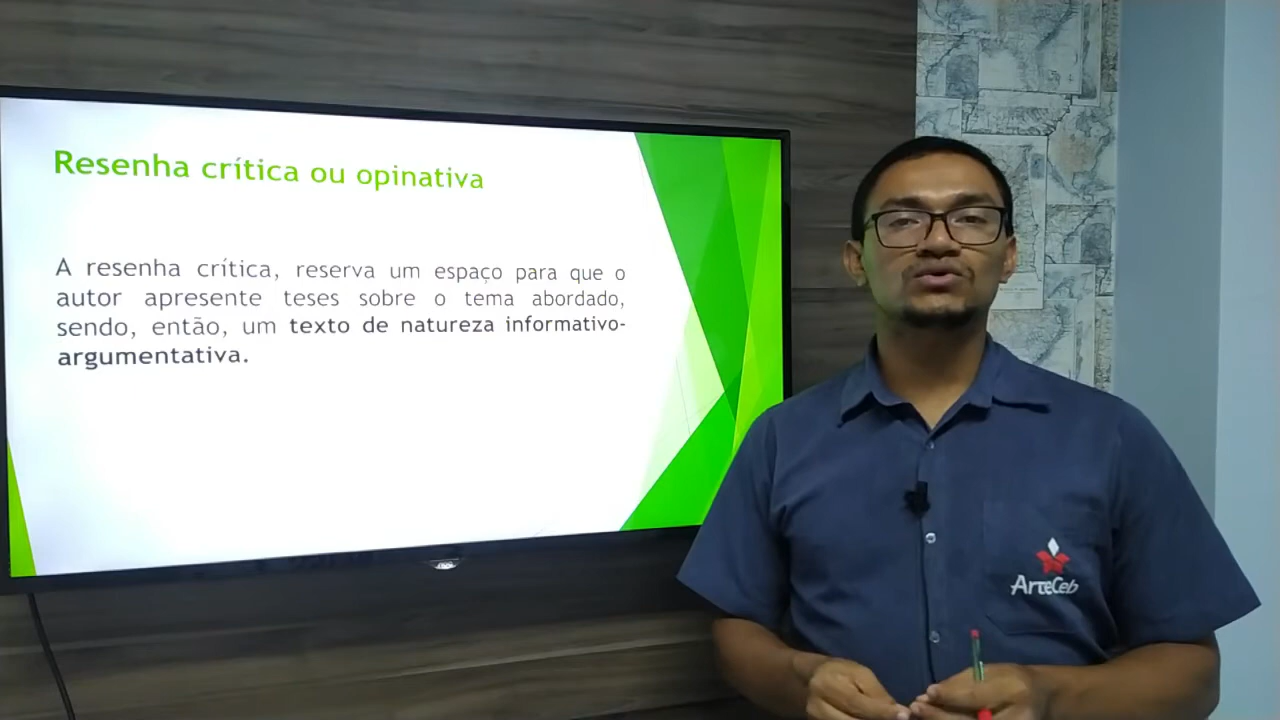 Resenha crítica ou opinativa
A resenha crítica, reserva um espaço para que o
autor apresente teses sobre o tema abordado,
sendo, então, um texto de natureza informativo-
argumentativa.
ArteCeb